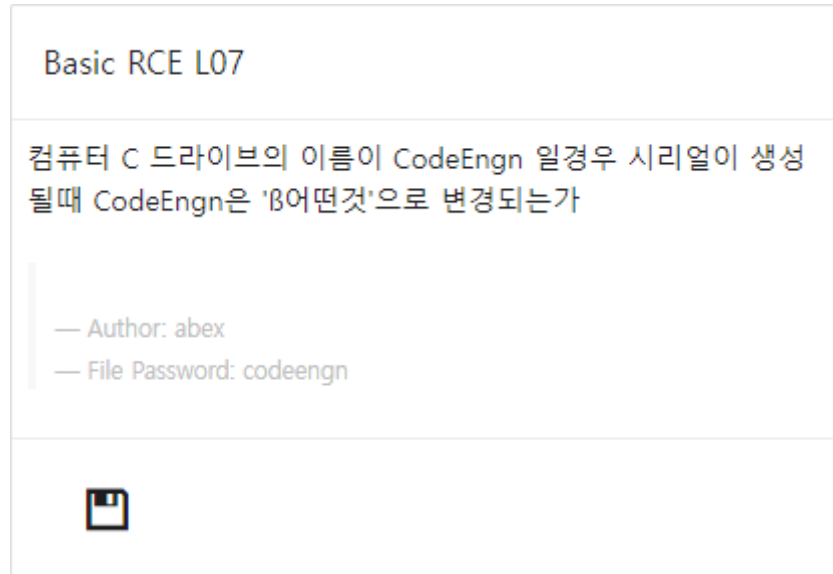 Basic RCE L07
컴퓨터 C 드라이브의 이름이 CodeEngn 일경우 시리얼이 생성
될때 CodeEngn은 'ß어떤것'으로 변경되는가
— Author: abex
— File Password: codeengn